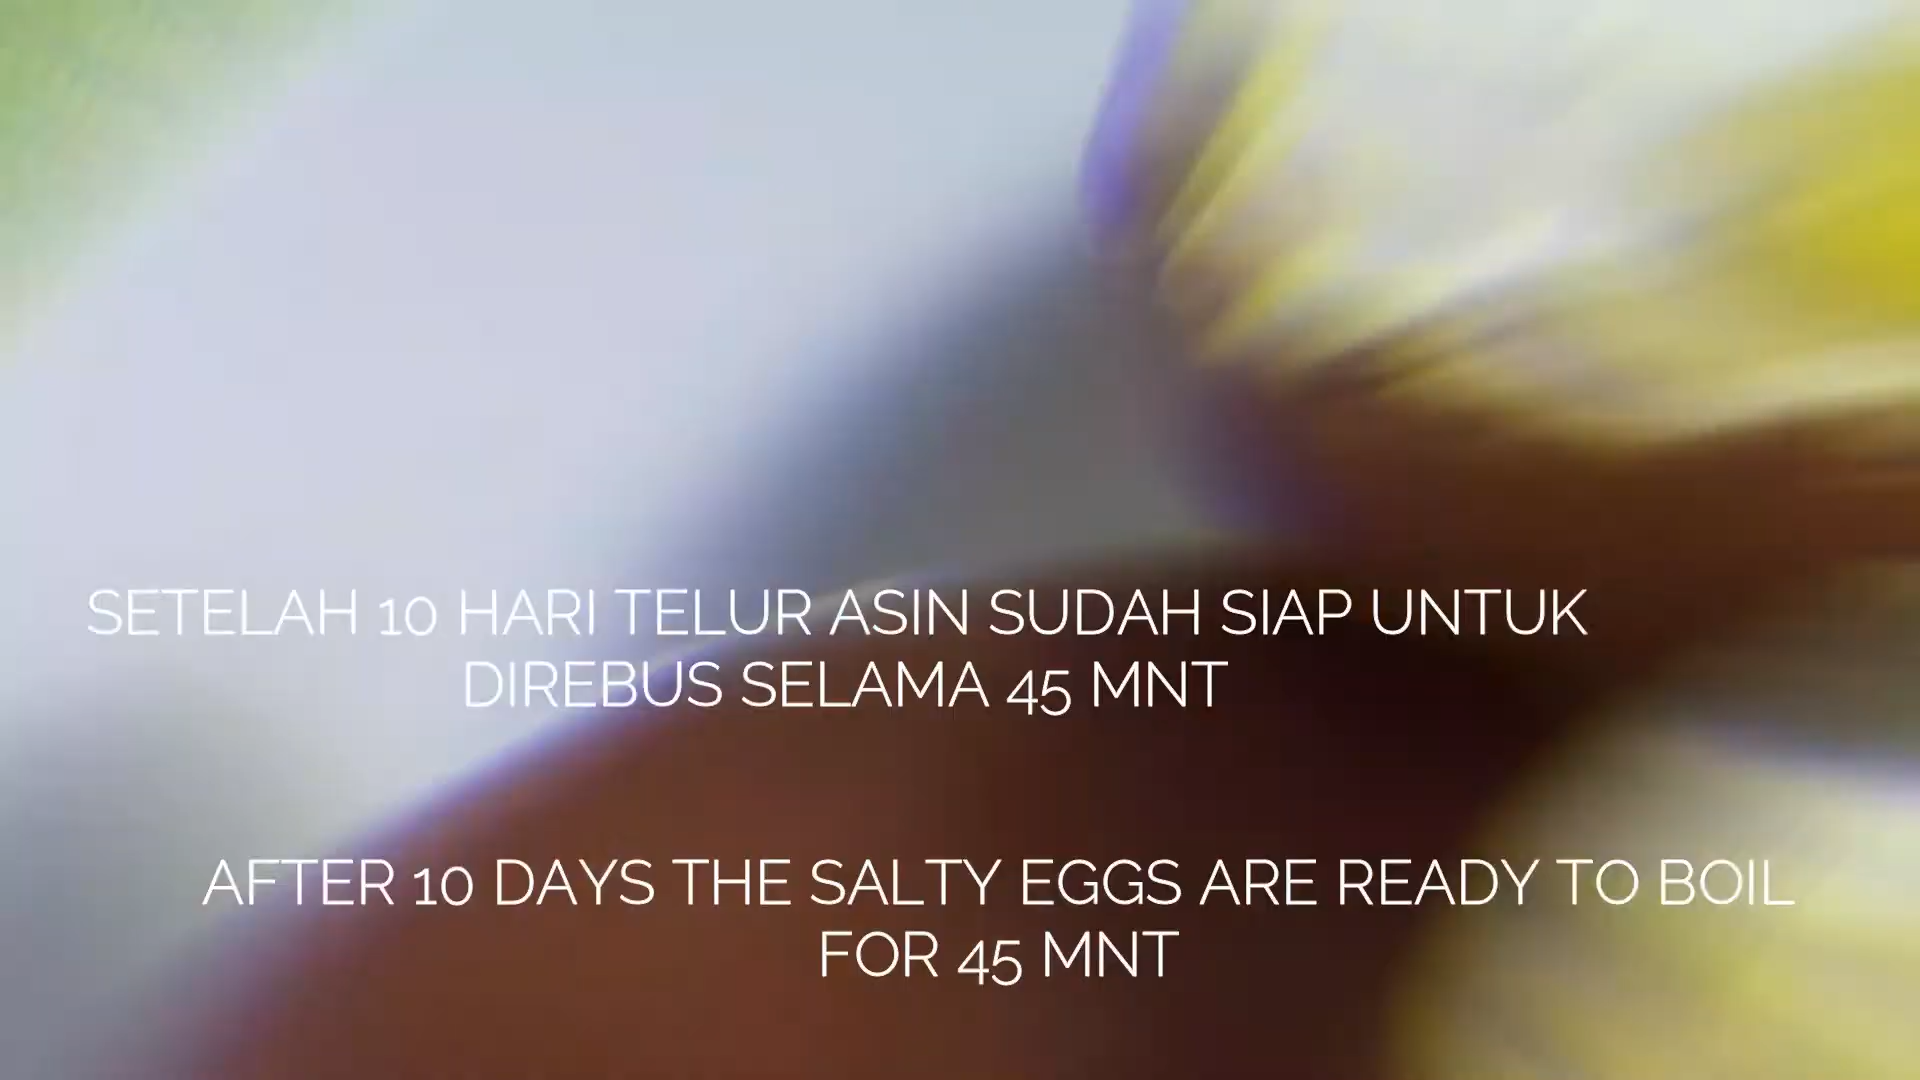 SETELAH 10 HARI TELUR ASIN SUDAH SIAP UNTUK
DIREBUS SELAMA 45 MNT
AFTER 10 DAYS THE SALTY EGGS ARE READY TO BOIL
FOR 45 MNT